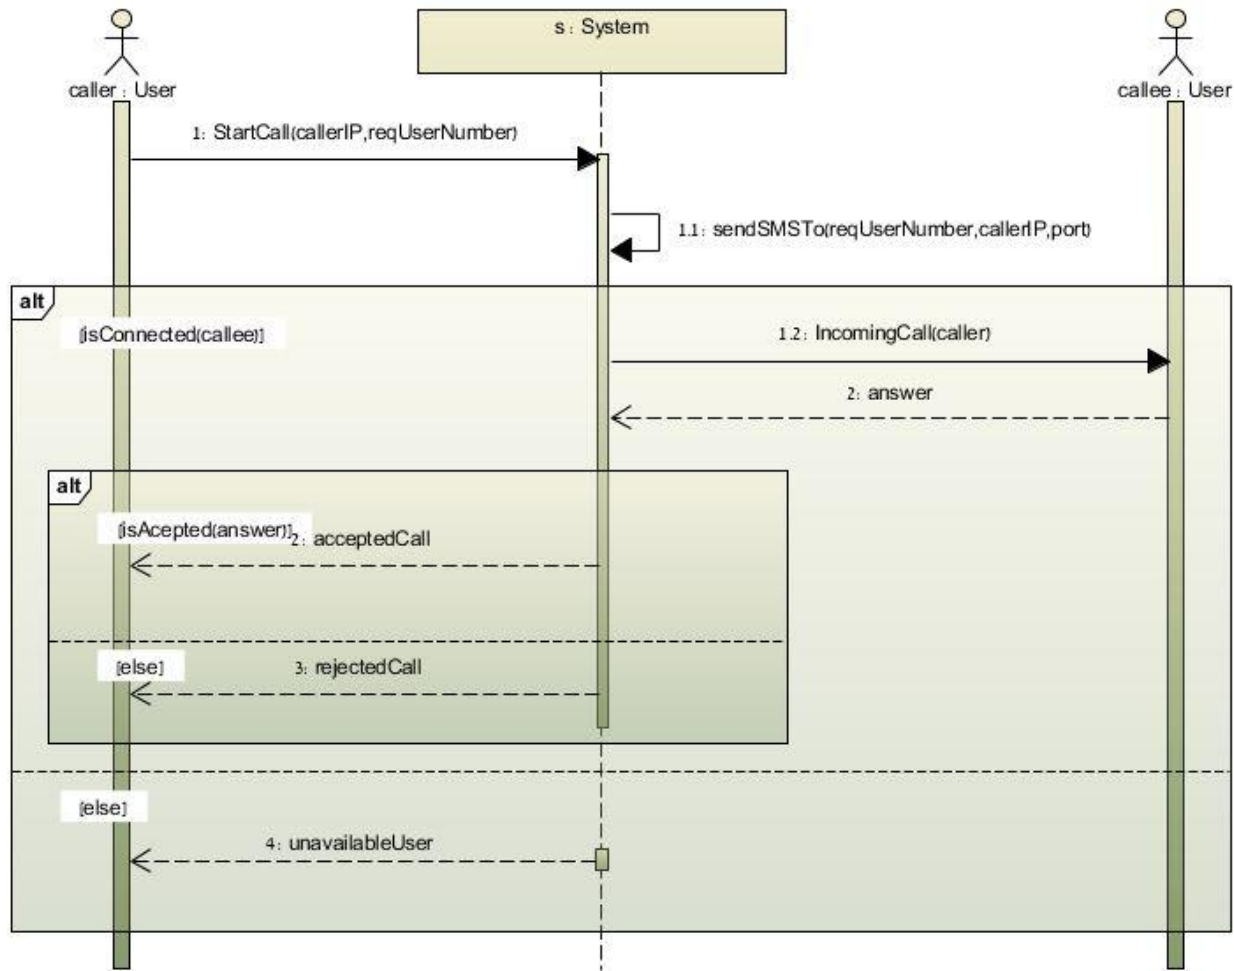 s : System
caller : User
callee : User
1: StartCall(callerIP,reqUserNumber)
1.1: sendSMSTo(reqUserNumber,callerIP,port)
alt
[isConnected(callee)]
1.2: IncomingCall(caller)
2: answer
alt
[isAcepted(answer)]
2: acceptedCall
[else]
3: rejectedCall
[else]
4: unavailableUser